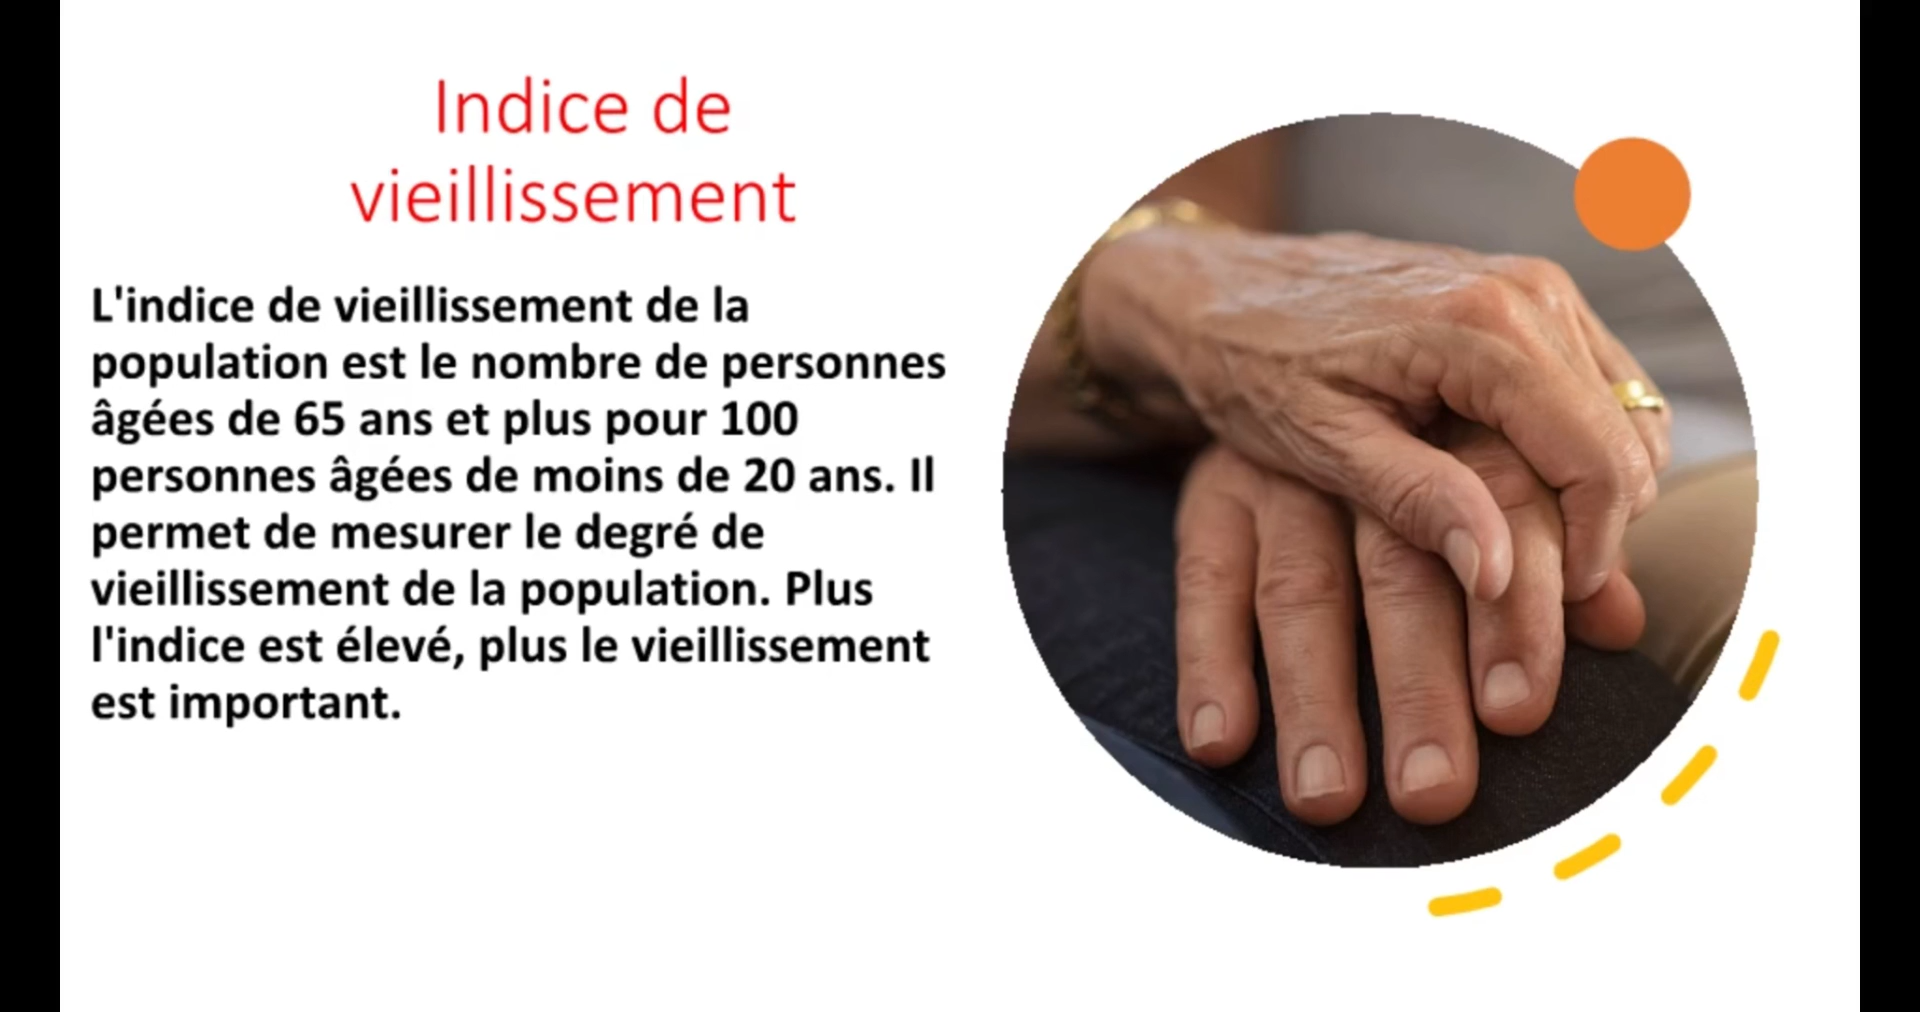 Indice de
vieillissement
L'indice de vieillissement de la
population est le nombre de personnes
âgées de 65 ans et plus pour 100
personnes âgées de moins de 20 ans. Il
permet de mesurer le degré de
vieillissement de la population. Plus
l'indice est élevé, plus le vieillissement
est important.